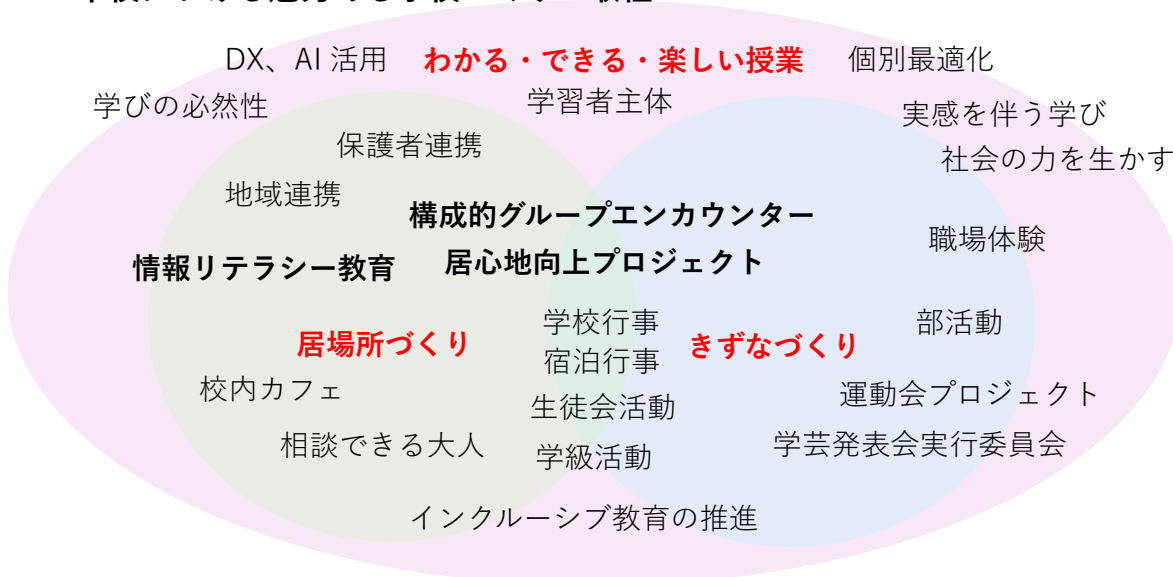 DX、AI 活用 わかる・できる・楽しい授業 個別最適化
学びの必然性 学習者主体 実感を伴う学び
保護者連携 社会の力を生かす
地域連携 構成的グループエンカウンター
職場体験
情報リテラシー教育 居心地向上プロジェクト
学校行事 部活動
居場所づくり きずなづくり
宿泊行事
校内カフェ 生徒会活動 運動会プロジェクト
相談できる大人 学級活動 学芸発表会実行委員会
インクルーシブ教育の推進